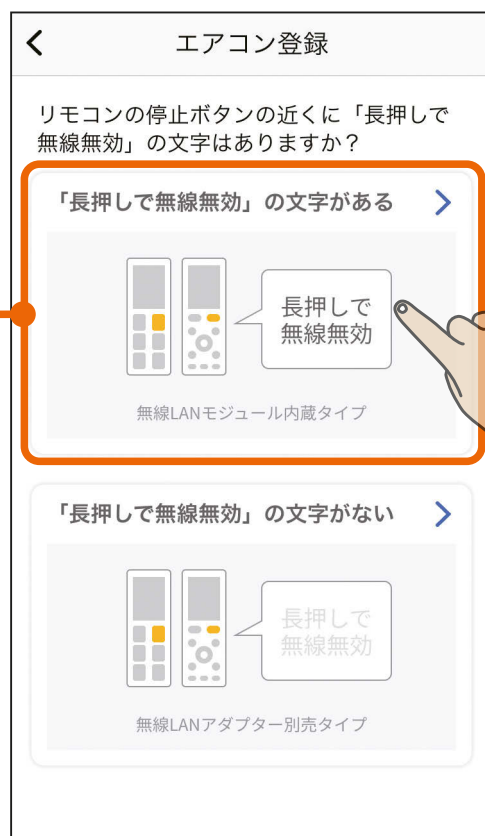 エアコン登録
リモコンの停止ボタンの近くに「長押しで
無線無効」の文字はありますか？
「長押しで無線無効」の文字がある
長押しで
無線無効
無線LANモジュール内蔵タイプ
「長押しで無線無効」の文字がない
長押しで
無線無効
無線LANアダプター別売タイプ